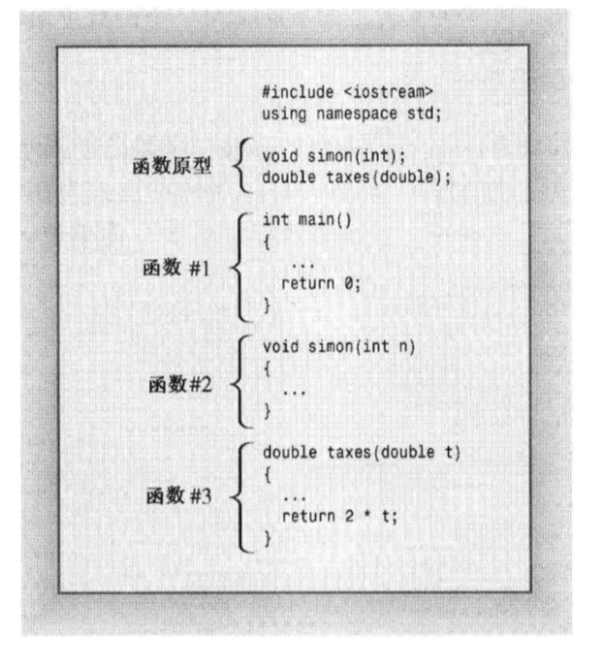 #include <iostream>
using namespace std;
函数原型
void simon(int);
double taxes(double);
函数 #1
int main()
{
...
return 0;
}
函数#2
void simon(int n)
{
...
}
函数 #3
double taxes(double t)
{
...
return 2 * t;
}